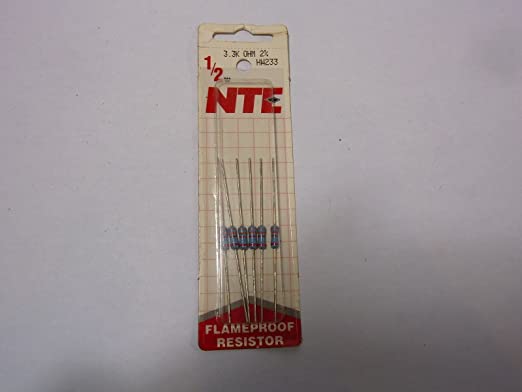 3.3K OHM 2%
HW233
1/2
NTE
FLAMEPROOF
RESISTOR